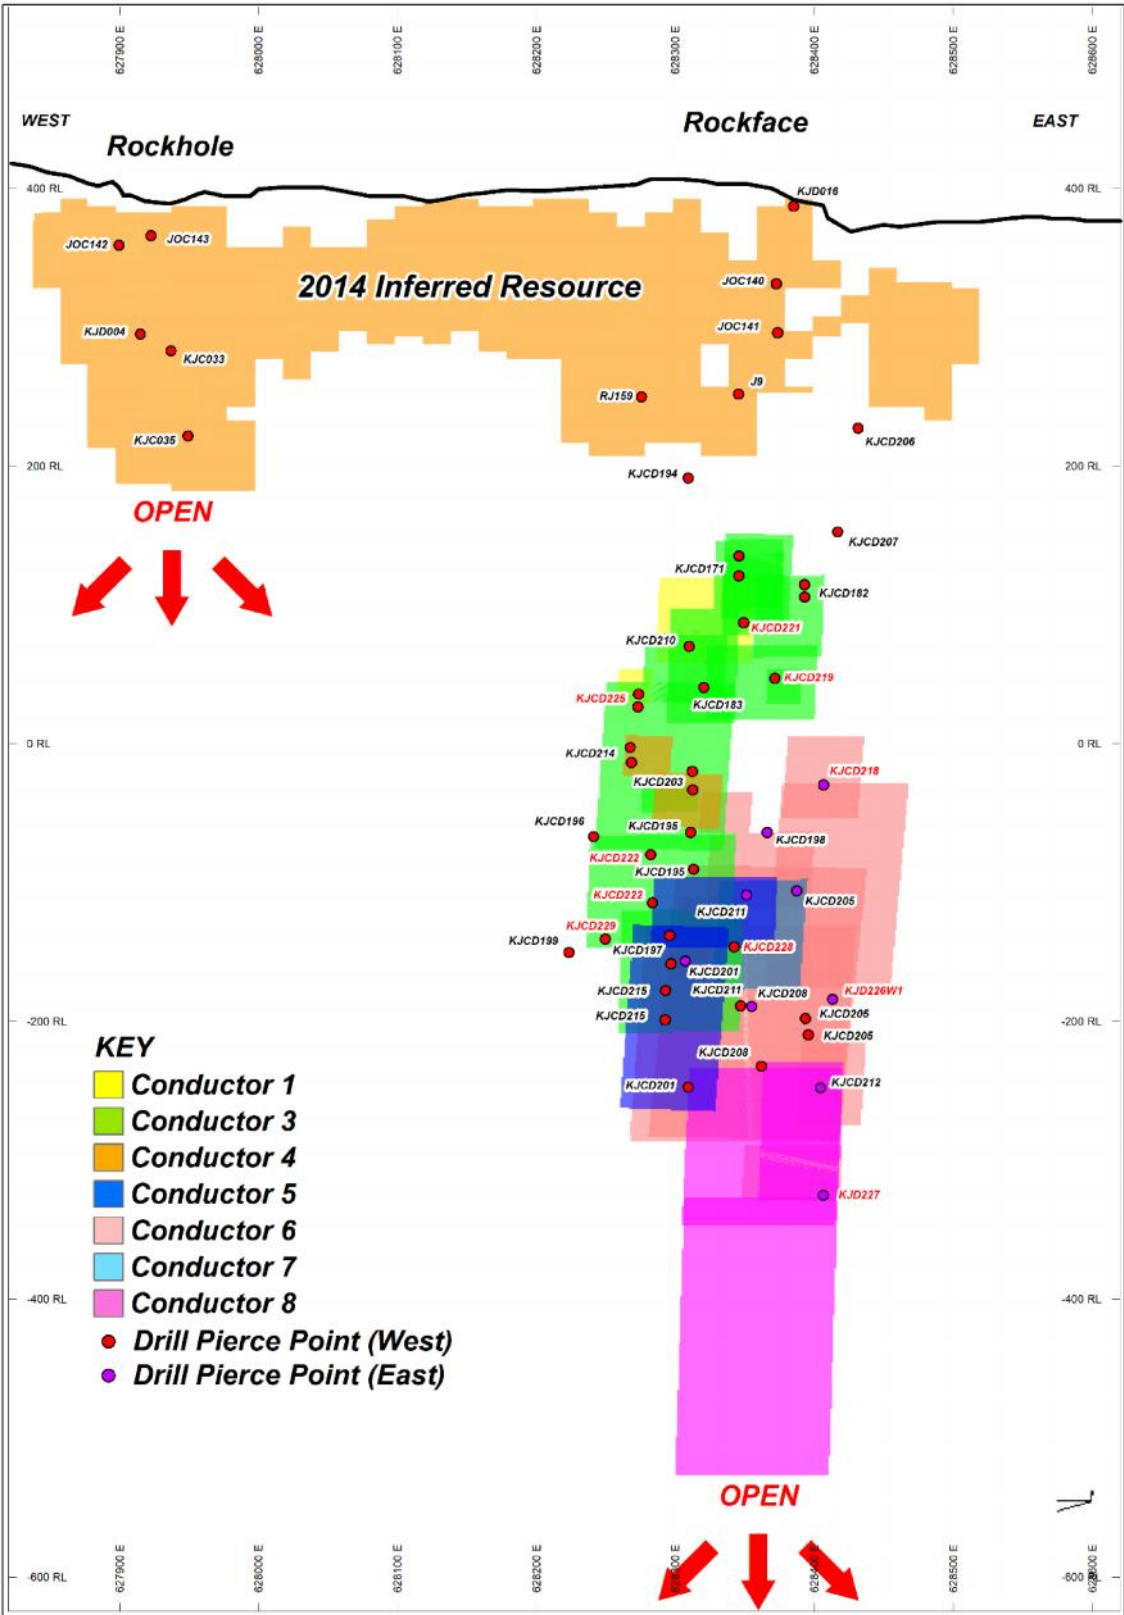 627900 E
628000 E
628100 E
628200 E
628300 E
628400 E
628500 E
628600 E
WEST
Rockhole
Rockface
EAST
400 RL
KJD016
400 RL
JOC142
JOC143
2014 Inferred Resource
JOC140
KJD004
KJC033
JOC141
RJ159
J9
KJC035
KJCD206
200 RL
KJCD194
200 RL
OPEN
KJCD207
KJCD171
KJCD182
KJCD221
KJCD210
KJCD219
KJCD225
KJCD183
0 RL
KJCD214
0 RL
KJCD218
KJCD203
KJCD196
KJCD195
KJCD198
KJCD222
KJCD195
KJCD222
KJCD211
KJCD205
KJCD229
KJCD199
KJCD197
KJCD228
KJCD201
KJCD215
KJCD211
KJCD208
KJD226W1
KJCD215
KJCD205
-200 RL
-200 RL
KJCD205
KJCD208
KJCD201
KJCD212
KJD227
KEY
Conductor 1
Conductor 3
Conductor 4
Conductor 5
Conductor 6
Conductor 7
Conductor 8
Drill Pierce Point (West)
Drill Pierce Point (East)
-400 RL
OPEN
-600 RL
627900 E
628000 E
628100 E
628200 E
628300 E
628400 E
628500 E